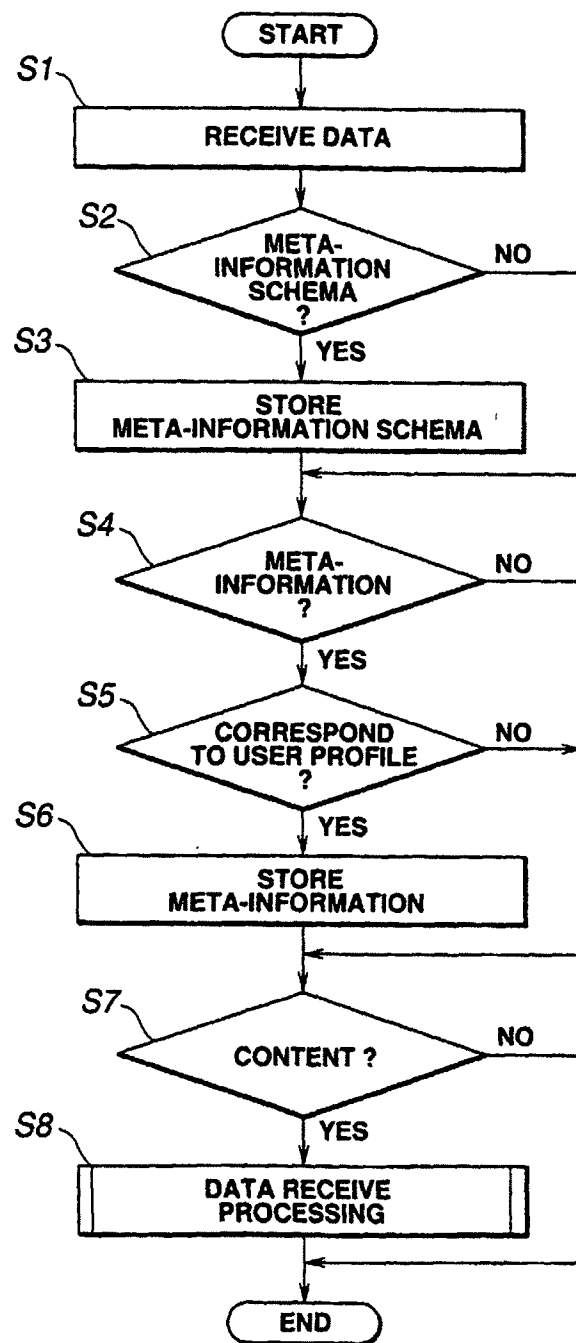 START
S1
RECEIVE DATA
S2
META-
INFORMATION
SCHEMA
?
NO
YES
S3
STORE
META-INFORMATION SCHEMA
S4
META-
INFORMATION
?
NO
YES
S5
CORRESPOND
TO USER PROFILE
?
NO
YES
S6
STORE
META-INFORMATION
S7
CONTENT ?
NO
YES
S8
DATA RECEIVE
PROCESSING
END